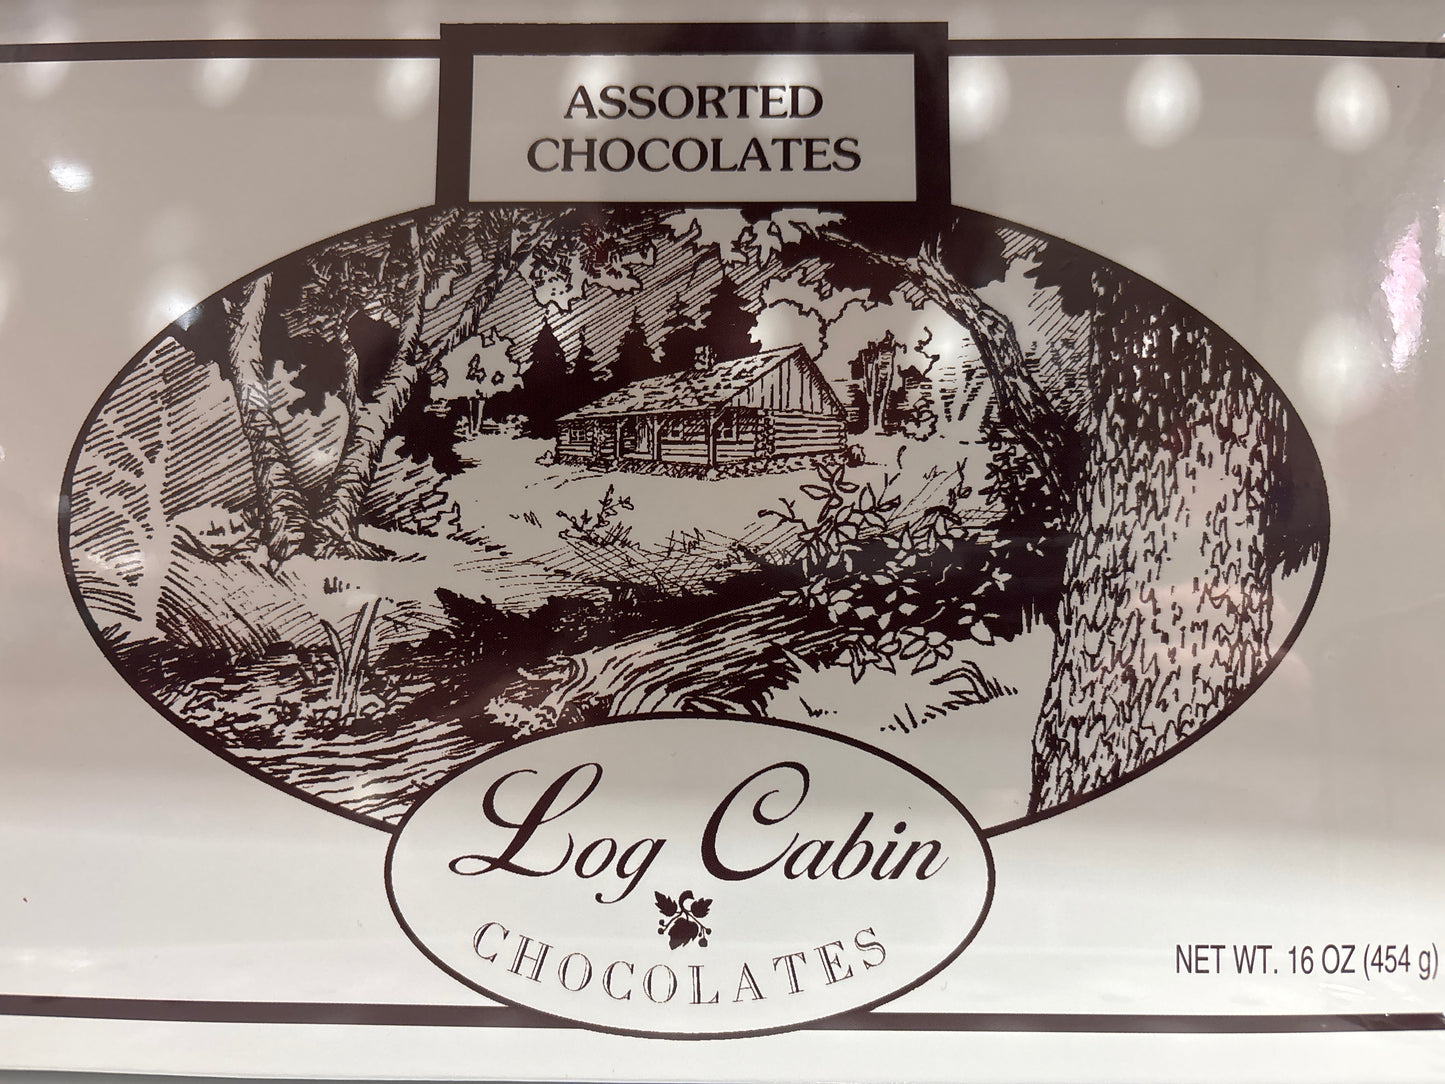 ASSORTED
CHOCOLATES
Log Cabin
CHOCOLATES
NET WT. 16 OZ (454 g)